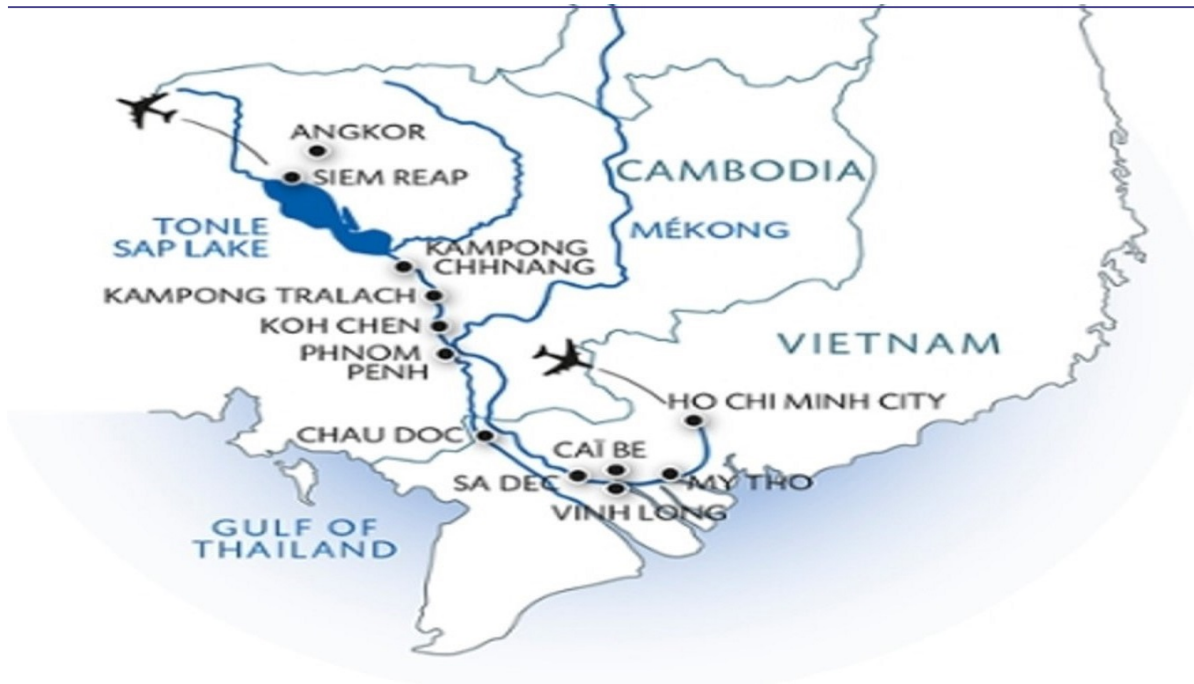 ANGKOR
SIEM REAP
CAMBODIA
TONLE
SAP LAKE
MÉKONG
KAMPONG
CHHNANG
KAMPONG TRALACH
KOH CHEN
PHNOM
PENH
VIETNAM
HO CHI MINH CITY
CHAU DOC
CAÏ BE
SA DEC
MY THO
VINH LONG
GULF OF
THAILAND